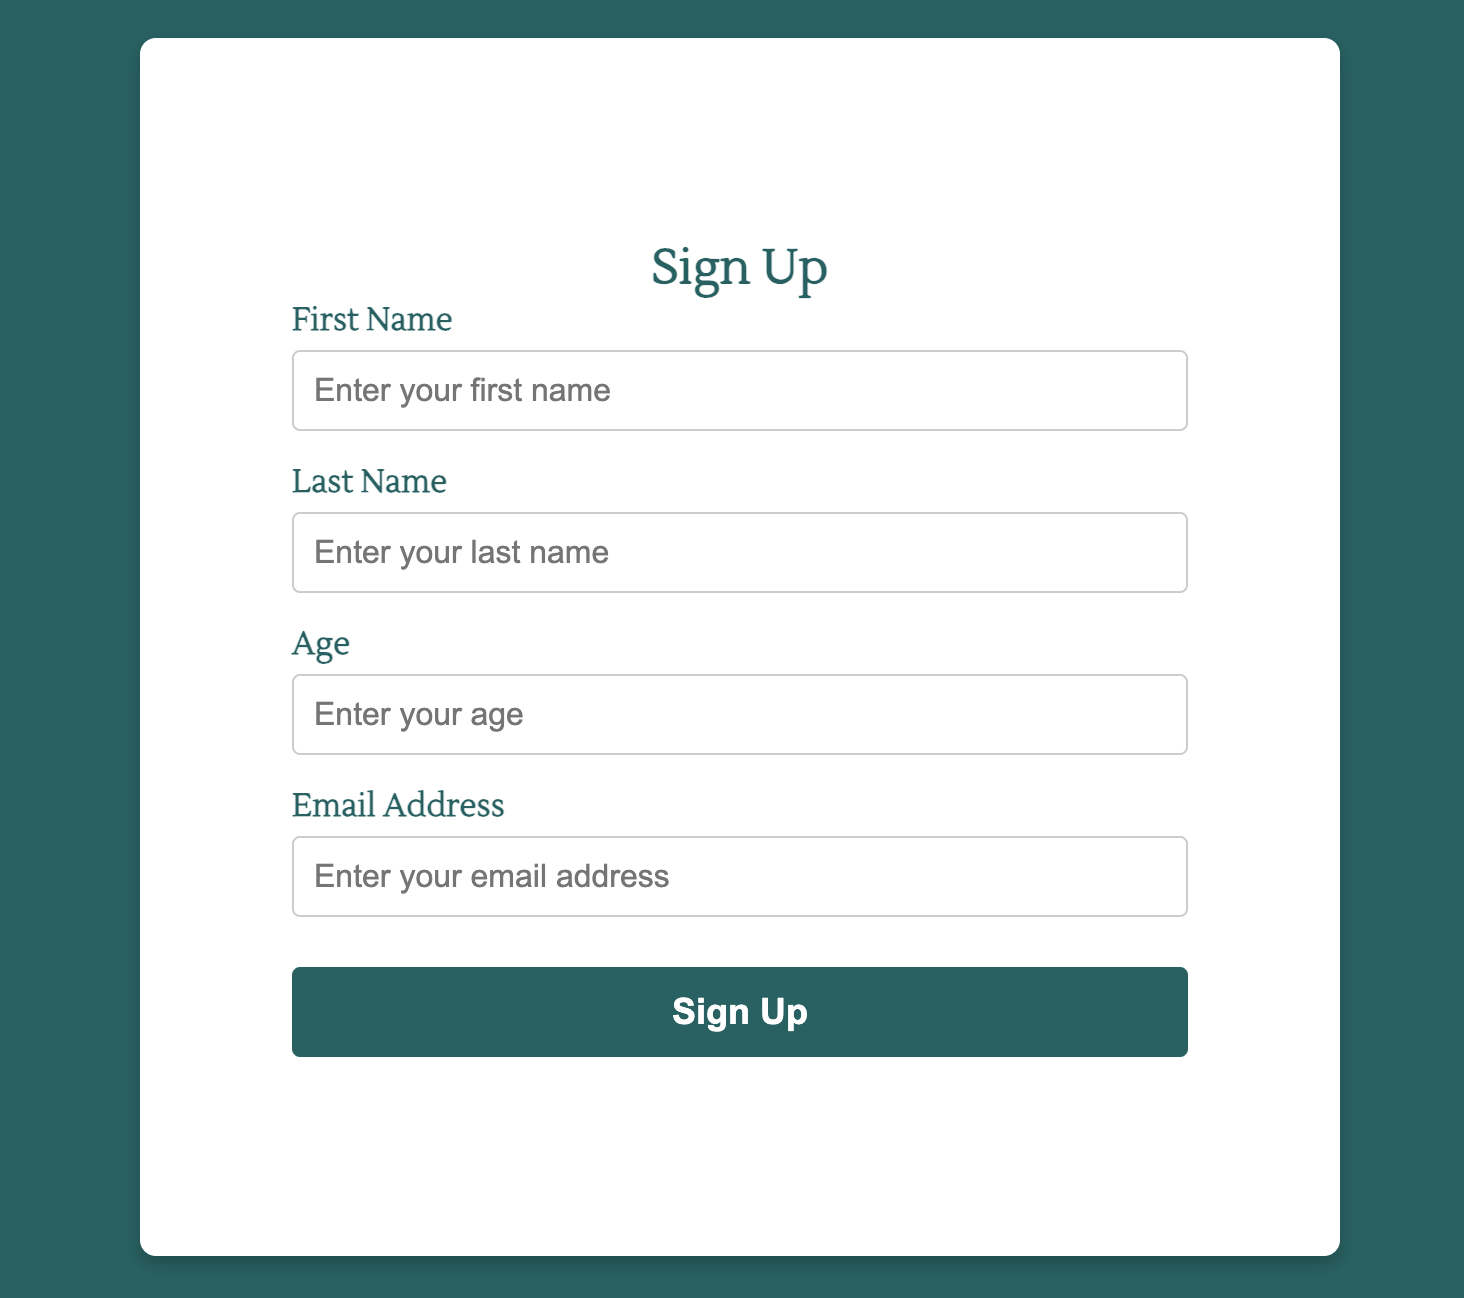 Sign Up
First Name
Enter your first name
Last Name
Enter your last name
Age
Enter your age
Email Address
Enter your email address
Sign Up